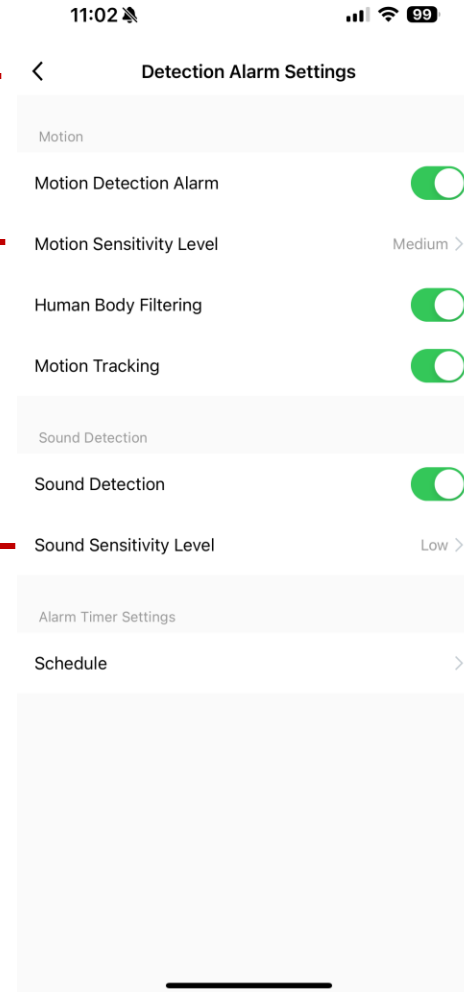 11:02
99
Detection Alarm Settings
Motion
Motion Detection Alarm
Motion Sensitivity Level Medium
Human Body Filtering
Motion Tracking
Sound Detection
Sound Detection
Sound Sensitivity Level Low
Alarm Timer Settings
Schedule